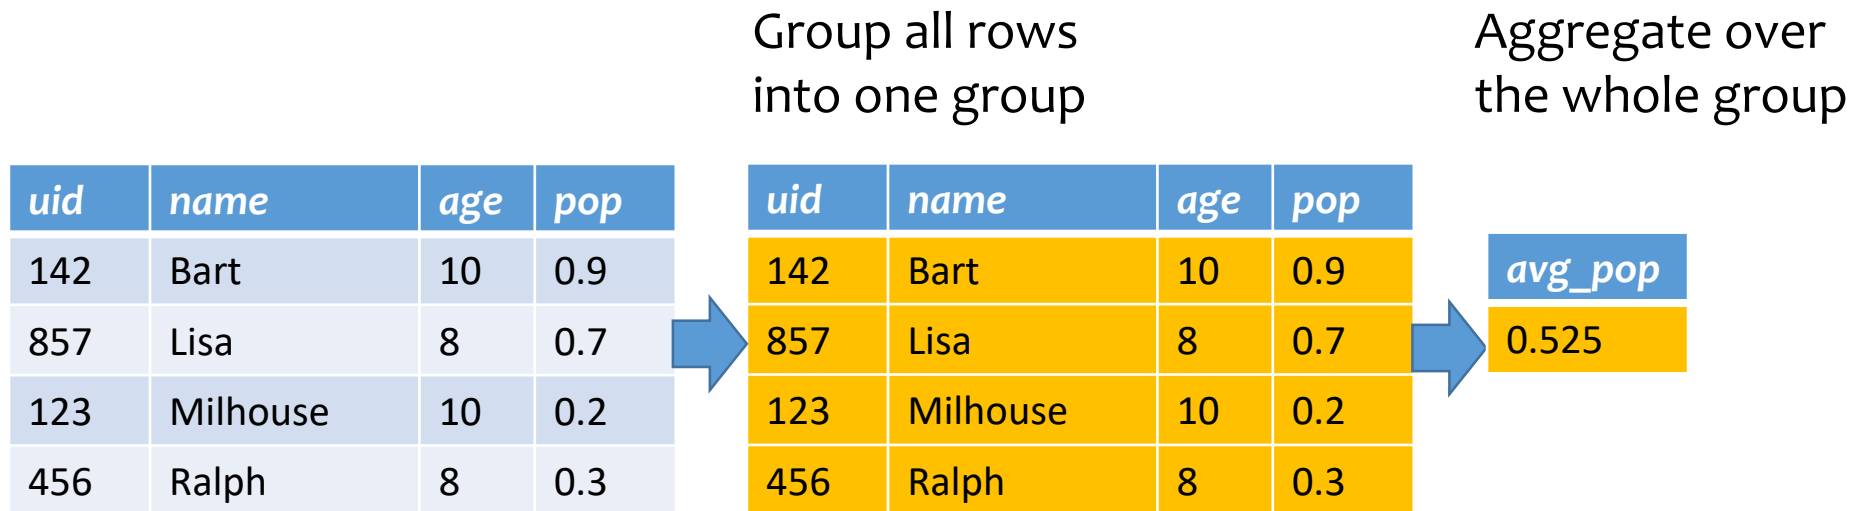 Group all rows
into one group
Aggregate over
the whole group
uid name age pop
142 Bart 10 0.9
857 Lisa 8 0.7
123 Milhouse 10 0.2
456 Ralph 8 0.3
uid name age pop
142 Bart 10 0.9
857 Lisa 8 0.7
123 Milhouse 10 0.2
456 Ralph 8 0.3
avg_pop
0.525